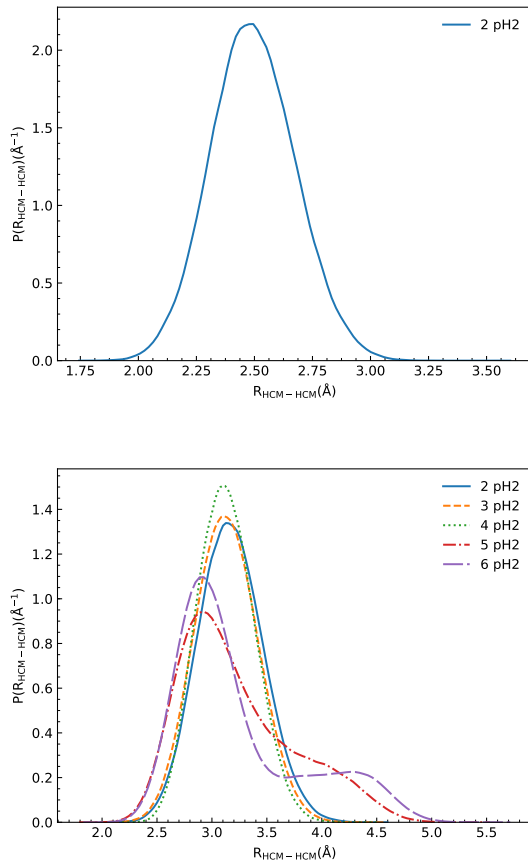 2 pH2
2.0
1.5
1.0
0.5
0.0
P(R_HCM−HCM)(Å⁻¹)
1.75 2.00 2.25 2.50 2.75 3.00 3.25 3.50
R_HCM−HCM(Å)
2 pH2
3 pH2
4 pH2
5 pH2
6 pH2
1.4
1.2
1.0
0.8
0.6
0.4
0.2
0.0
P(R_HCM−HCM)(Å⁻¹)
2.0 2.5 3.0 3.5 4.0 4.5 5.0 5.5
R_HCM−HCM(Å)